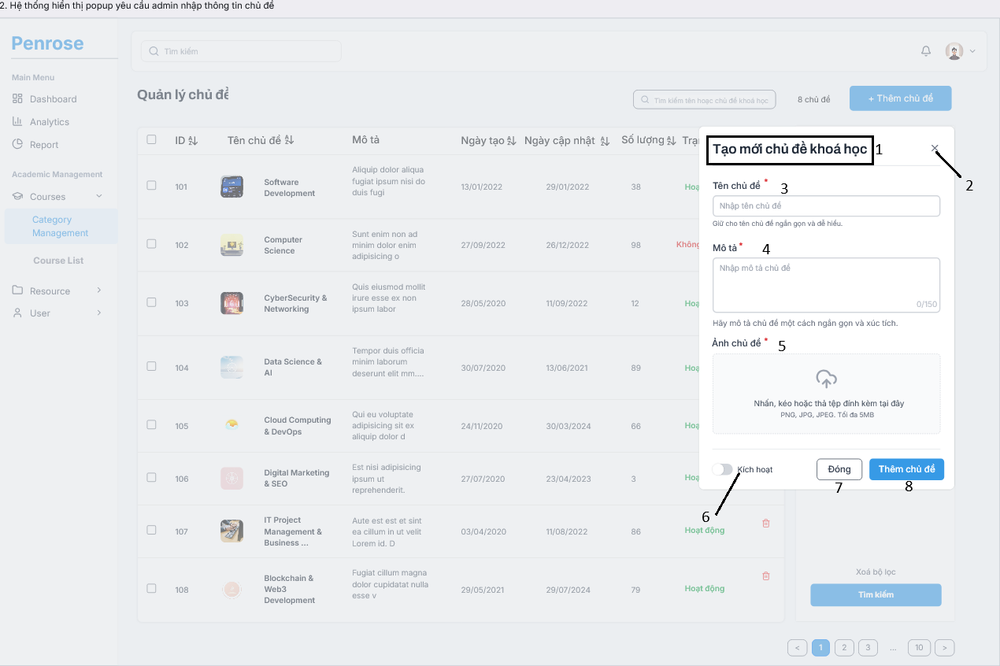 2. Hệ thống hiển thị popup yêu cầu admin nhập thông tin chủ đề
Penrose
Main Menu
Dashboard
Analytics
Report
Academic Management
Courses
Category
Management
Course List
Resource
User
Tìm kiếm
Quản lý chủ đề
Tìm kiếm tên hoặc chủ đề khoá học
8 chủ đề
+ Thêm chủ đề
ID Tên chủ đề Mô tả Ngày tạo Ngày cập nhật Số lượng Trạ
101
Software
Development
Aliquip dolor aliqua
fugiat ipsum nisi do
duis fugi
13/01/2022 29/01/2022 38 Hoạ
102
Computer
Science
Sunt enim non ad
minim dolor enim
adipisicing o
27/09/2022 26/12/2022 98 Không
103
CyberSecurity &
Networking
Quis eiusmod mollit
irure esse ex non
ipsum labor
28/05/2020 11/09/2022 12 Hoạ
104
Data Science &
AI
Tempor duis officia
minim laborum
deserunt elit mm....
30/07/2020 13/06/2021 89 Hoạ
105
Cloud Computing
& DevOps
Qui eu voluptate
adipisicing sit ex
aliquip dolor d
24/11/2020 30/03/2024 66 Hoạ
106
Digital Marketing
& SEO
Est nisi adipisicing
ipsum ut
reprehenderit.
27/07/2020 23/04/2023 3 Hoạ
107
IT Project
Management &
Business ...
Aute est est et sint
ea cillum in ut velit
Lorem id. D
03/04/2020 11/08/2022 86 Hoạt động
108
Blockchain &
Web3
Development
Fugiat cillum magna
dolor cupidatat nulla
esse v
29/05/2021 29/07/2024 79 Hoạt động
Tạo mới chủ đề khoá học 1
2
Tên chủ đề * 3
Nhập tên chủ đề
Giữ cho tên chủ đề ngắn gọn và dễ hiểu.
Mô tả * 4
Nhập mô tả chủ đề
0/150
Hãy mô tả chủ đề một cách ngắn gọn và xúc tích.
Ảnh chủ đề * 5
Nhấn, kéo hoặc thả tệp đính kèm tại đây
PNG, JPG, JPEG. Tối đa 5MB
Kích hoạt
Đóng
Thêm chủ đề
6
7
8
Xoá bộ lọc
Tìm kiếm
< 1 2 3 ... 10 >